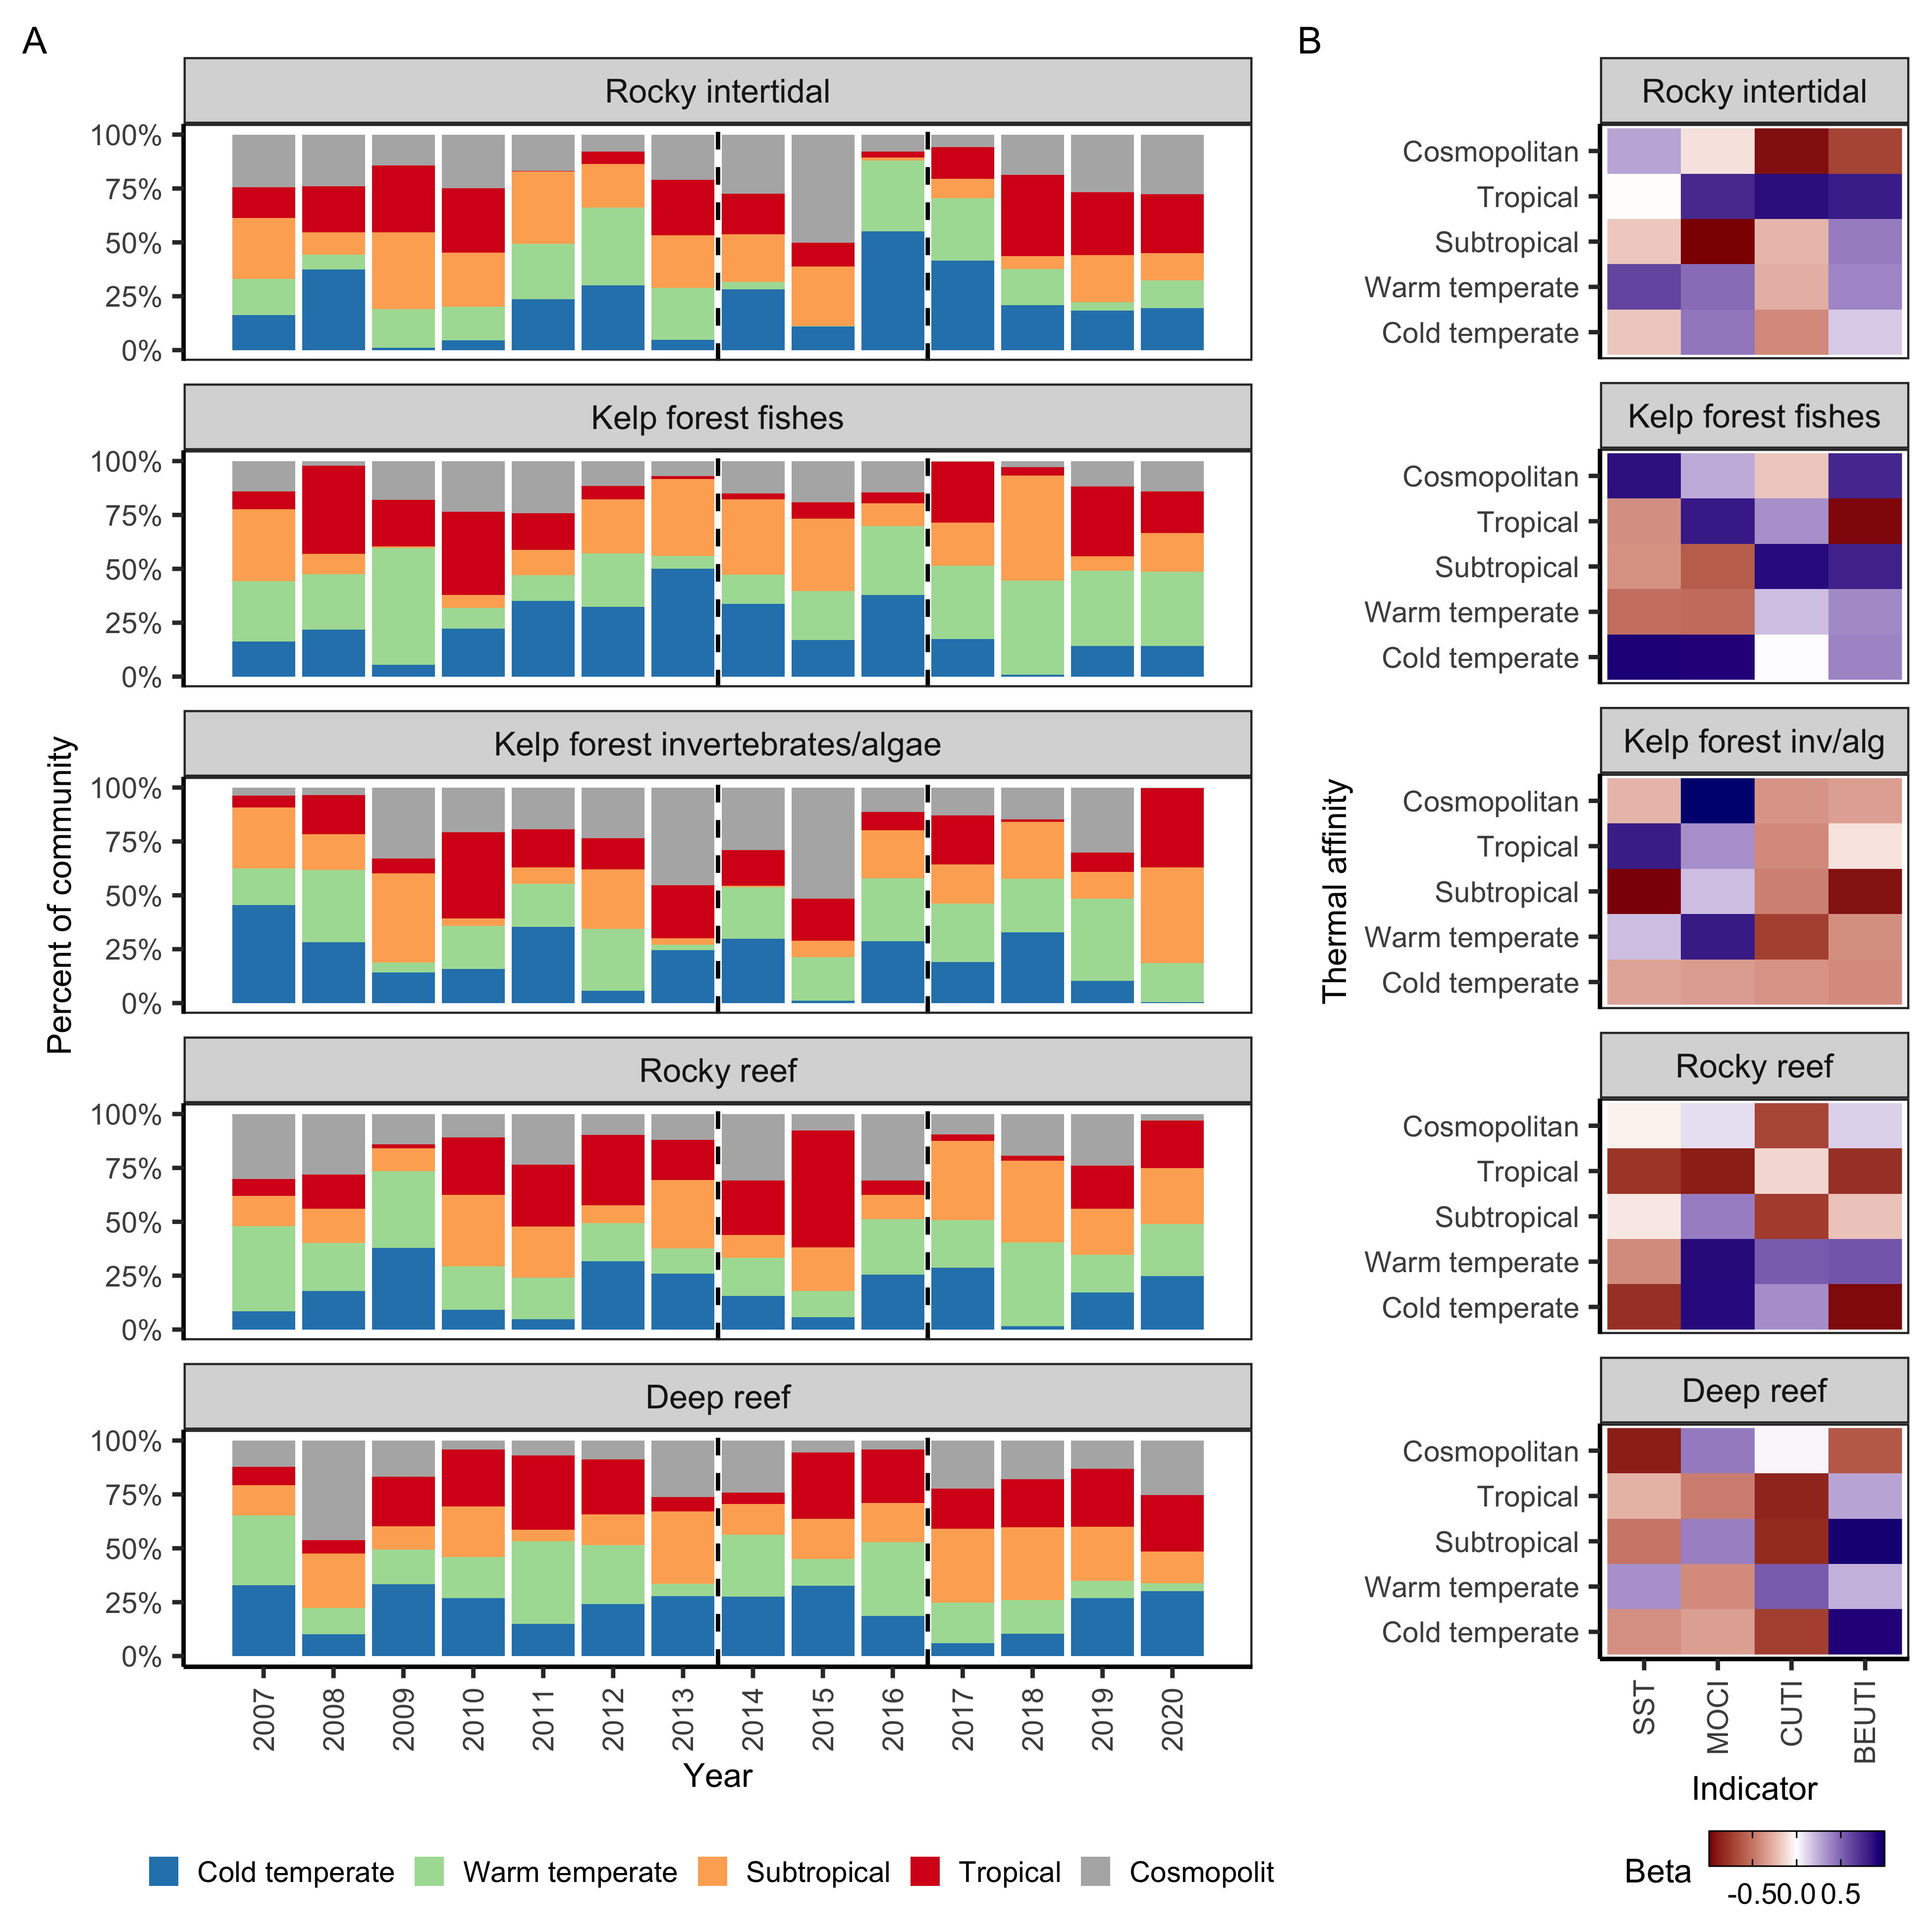 A
Rocky intertidal
100%
75%
50%
25%
0%
Kelp forest fishes
100%
75%
50%
25%
0%
Kelp forest invertebrates/algae
100%
75%
50%
25%
0%
Rocky reef
100%
75%
50%
25%
0%
Deep reef
100%
75%
50%
25%
0%
Percent of community
2007 2008 2009 2010 2011 2012 2013 2014 2015 2016 2017 2018 2019 2020
Year
Cold temperate Warm temperate Subtropical Tropical Cosmopolit
B
Rocky intertidal
Cosmopolitan
Tropical
Subtropical
Warm temperate
Cold temperate
Kelp forest fishes
Cosmopolitan
Tropical
Subtropical
Warm temperate
Cold temperate
Kelp forest inv/alg
Cosmopolitan
Tropical
Subtropical
Warm temperate
Cold temperate
Rocky reef
Cosmopolitan
Tropical
Subtropical
Warm temperate
Cold temperate
Deep reef
Cosmopolitan
Tropical
Subtropical
Warm temperate
Cold temperate
Thermal affinity
SST MOCI CUTI BEUTI
Indicator
Beta
-0.5 0.0 0.5